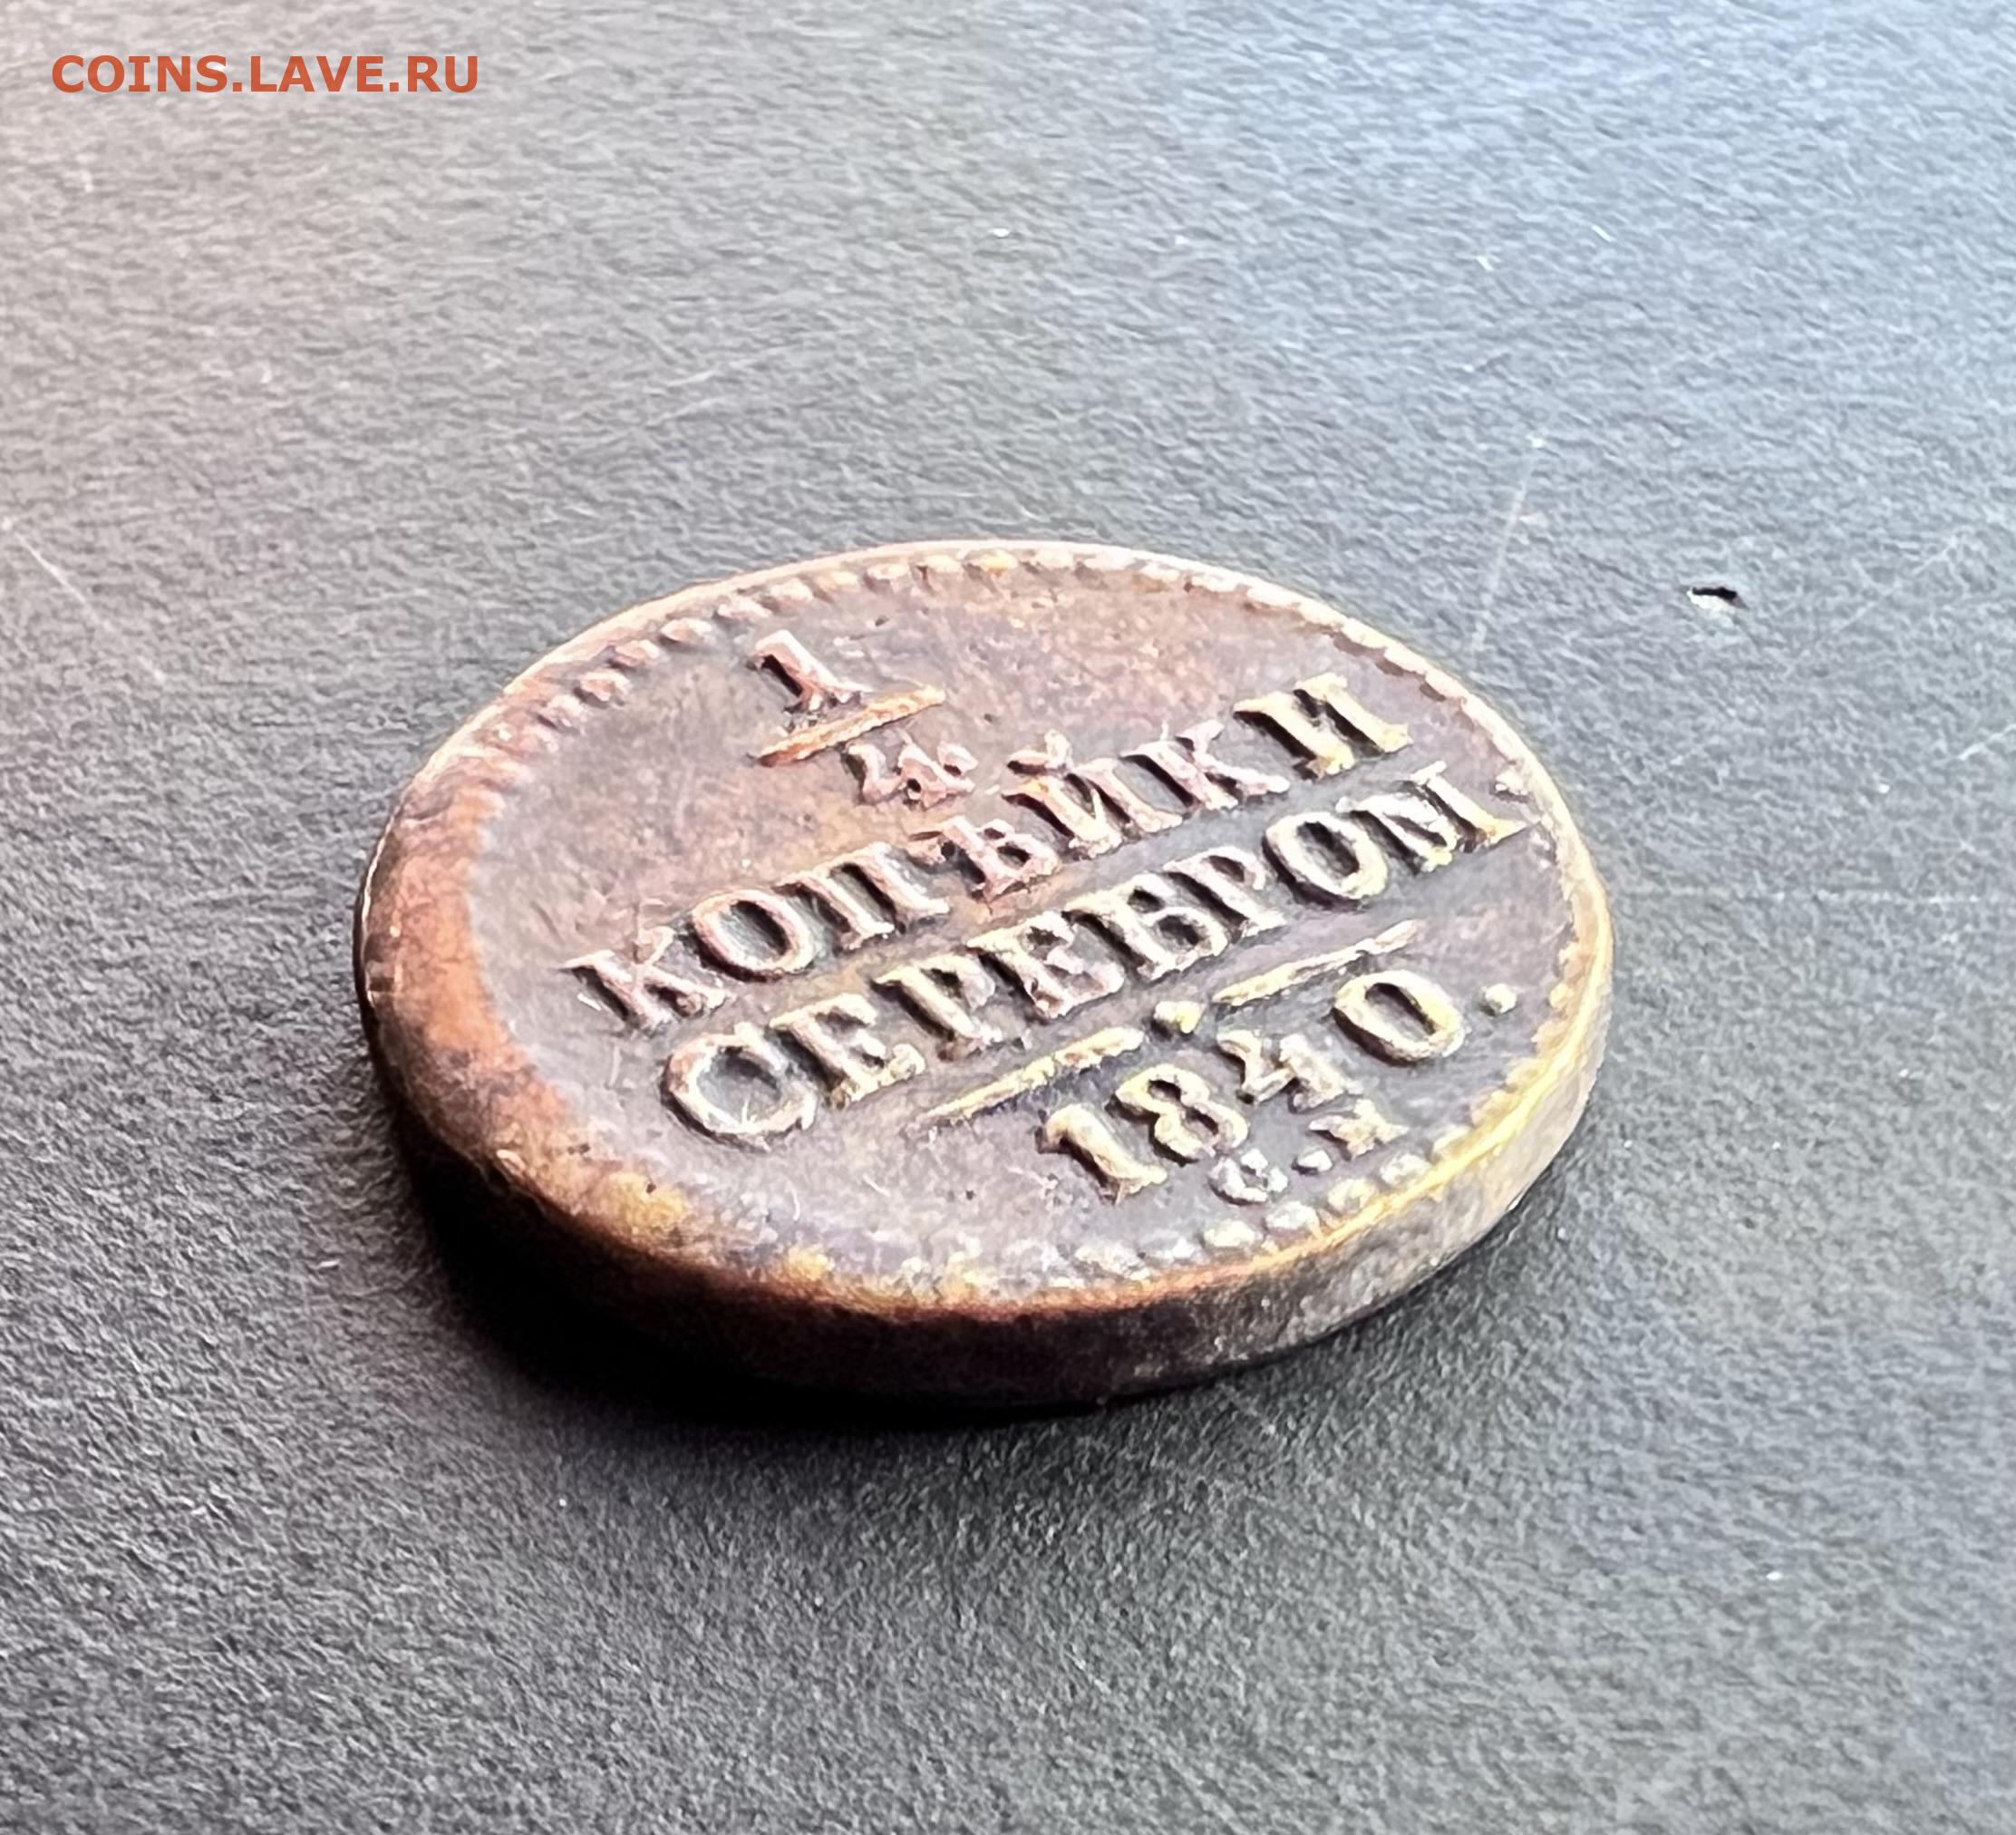 COINS.LAVE.RU
1
4.
КОПѢЙКИ
СЕРЕБРОМ
1840.
С.М